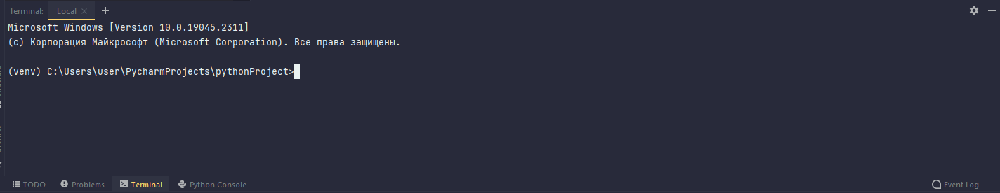 Terminal: Local
Microsoft Windows [Version 10.0.19045.2311]
(c) Корпорация Майкрософт (Microsoft Corporation). Все права защищены.
(venv) C:\Users\user\PycharmProjects\pythonProject>
TODO Problems Terminal Python Console Event Log